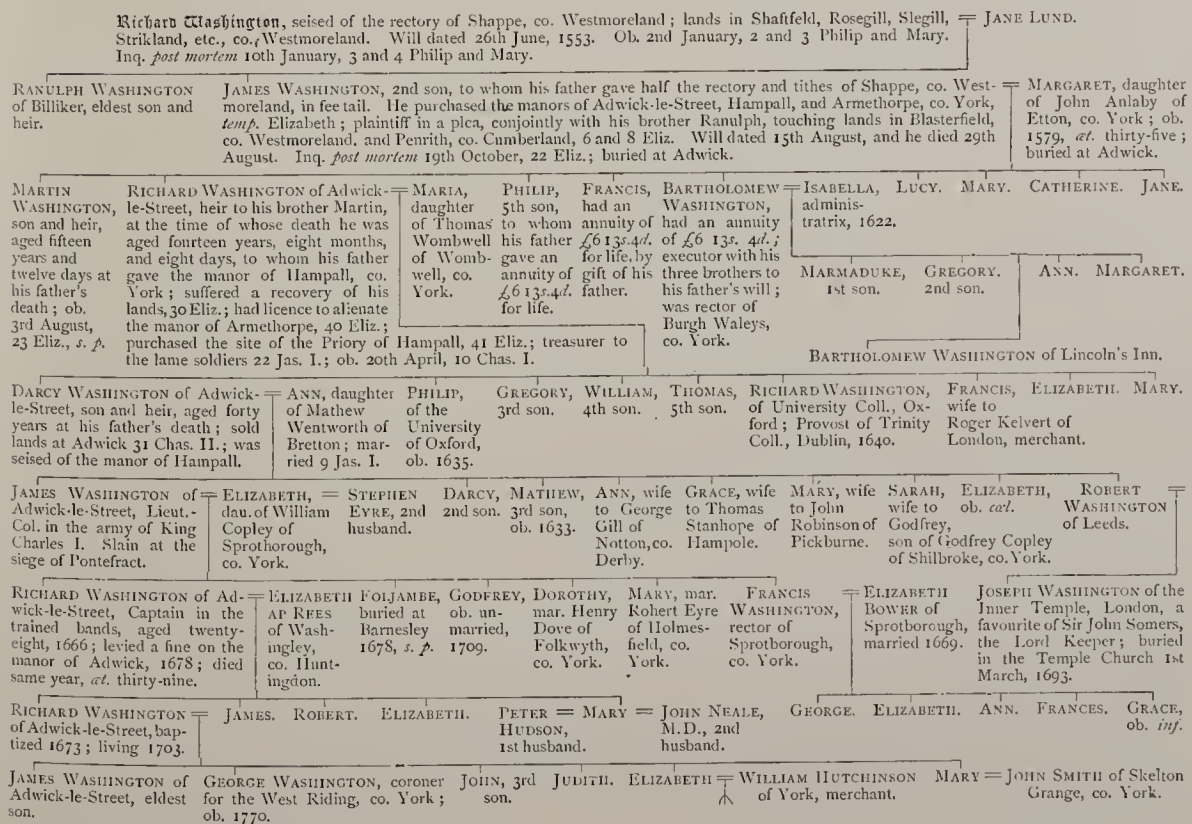 Richard Washington, seised of the rectory of Shappe, co. Westmoreland; lands in Shaftfeld, Rosegill, Slegill,
Strikland, etc., co. Westmoreland. Will dated 26th June, 1553. Ob. 2nd January, 2 and 3 Philip and Mary.
Inq. post mortem 10th January, 3 and 4 Philip and Mary.
= JANE LUND.
RANULPH WASHINGTON
of Billiker, eldest son and
heir.
JAMES WASHINGTON, 2nd son, to whom his father gave half the rectory and tithes of Shappe, co. West-
moreland, in fee tail. He purchased the manors of Adwick-le-Street, Hampall, and Armethorpe, co. York,
temp. Elizabeth; plaintiff in a plea, conjointly with his brother Ranulph, touching lands in Blasterfield,
co. Westmoreland. and Penrith, co. Cumberland, 6 and 8 Eliz. Will dated 15th August, and he died 29th
August. Inq. post mortem 19th October, 22 Eliz.; buried at Adwick.
= MARGARET, daughter
of John Anlaby of
Etton, co. York; ob.
1579, æt. thirty-five;
buried at Adwick.
MARTIN
WASHINGTON,
son and heir,
aged fifteen
years and
twelve days at
his father's
death; ob.
3rd August,
23 Eliz., s. p.
RICHARD WASHINGTON of Adwick-
le-Street, heir to his brother Martin,
at the time of whose death he was
aged fourteen years, eight months,
and eight days, to whom his father
gave the manor of Hampall, co.
York; suffered a recovery of his
lands, 30 Eliz.; had licence to alienate
the manor of Armethorpe, 40 Eliz.;
purchased the site of the Priory of Hampall, 41 Eliz.; treasurer to
the lame soldiers 22 Jas. I.; ob. 20th April, 10 Chas. I.
= MARIA,
daughter
of Thomas
Wombwell
of Womb-
well, co.
York.
PHILIP,
5th son,
to whom
his father
gave an
annuity of
£6 13s. 4d.
for life.
FRANCIS,
had an
annuity of
£6 13s. 4d.
for life, by
gift of his
father.
BARTHOLOMEW
WASHINGTON,
had an annuity
of £6 13s. 4d.;
executor with his
three brothers to
his father's will;
was rector of
Burgh Waleys,
co. York.
= ISABELLA,
adminis-
tratrix, 1622.
LUCY. MARY. CATHERINE. JANE.
MARMADUKE,
1st son.
GREGORY.
2nd son.
ANN. MARGARET.
BARTHOLOMEW WASHINGTON of Lincoln's Inn.
DARCY WASHINGTON of Adwick-
le-Street, son and heir, aged forty
years at his father's death; sold
lands at Adwick 31 Chas. II.; was
seised of the manor of Hampall.
= ANN, daughter
of Mathew
Wentworth of
Bretton; mar-
ried 9 Jas. I.
PHILIP,
of the
University
of Oxford,
ob. 1635.
GREGORY,
3rd son.
WILLIAM,
4th son.
THOMAS,
5th son.
RICHARD WASHINGTON,
of University Coll., Ox-
ford; Provost of Trinity
Coll., Dublin, 1640.
FRANCIS,
wife to
Roger Kelvert of
London, merchant.
ELIZABETH. MARY.
JAMES WASHINGTON of
Adwick-le-Street, Lieut.-
Col. in the army of King
Charles I. Slain at the
siege of Pontefract.
= ELIZABETH,
dau. of William
Copley of
Sprothorough,
co. York.
= STEPHEN
EYRE, 2nd
husband.
DARCY,
2nd son.
MATHEW,
3rd son,
ob. 1633.
ANN, wife
to George
Gill of
Notton, co.
Derby.
GRACE, wife
to Thomas
Stanhope of
Hampole.
MARY, wife
to John
Robinson of
Pickburne.
SARAH,
wife to
Godfrey,
son of Godfrey Copley
of Shilbroke, co. York.
ELIZABETH,
ob. cœl.
ROBERT
WASHINGTON
of Leeds.
=
RICHARD WASHINGTON of Ad-
wick-le-Street, Captain in the
trained bands, aged twenty-
eight, 1666; levied a fine on the
manor of Adwick, 1678; died
same year, æt. thirty-nine.
= ELIZABETH
AP REES
of Wash-
ingley,
co. Hunt-
ingdon.
FOLJAMBE,
buried at
Barnesley
1678, s. p.
GODFREY,
ob. un-
married,
1709.
DOROTHY,
mar. Henry
Dove of
Folkwyth,
co. York.
MARY, mar.
Robert Eyre
of Holmes-
field, co.
York.
FRANCIS
WASHINGTON,
rector of
Sprotborough,
co. York.
= ELIZABETH
BOWER of
Sprotborough,
married 1669.
JOSEPH WASHINGTON of the
Inner Temple, London, a
favourite of Sir John Somers,
the Lord Keeper; buried
in the Temple Church 1st
March, 1693.
RICHARD WASHINGTON
of Adwick-le-Street, bap-
tized 1673; living 1703.
=
JAMES. ROBERT. ELIZABETH.
PETER
HUDSON,
1st husband.
= MARY =
JOHN NEALE,
M.D., 2nd
husband.
GEORGE. ELIZABETH. ANN. FRANCES. GRACE,
ob. inf.
JAMES WASHINGTON of
Adwick-le-Street, eldest
son.
GEORGE WASHINGTON, coroner
for the West Riding, co. York;
ob. 1770.
JOHN, 3rd
son.
JUDITH.
ELIZABETH = WILLIAM HUTCHINSON
of York, merchant.
MARY = JOHN SMITH of Skelton
Grange, co. York.